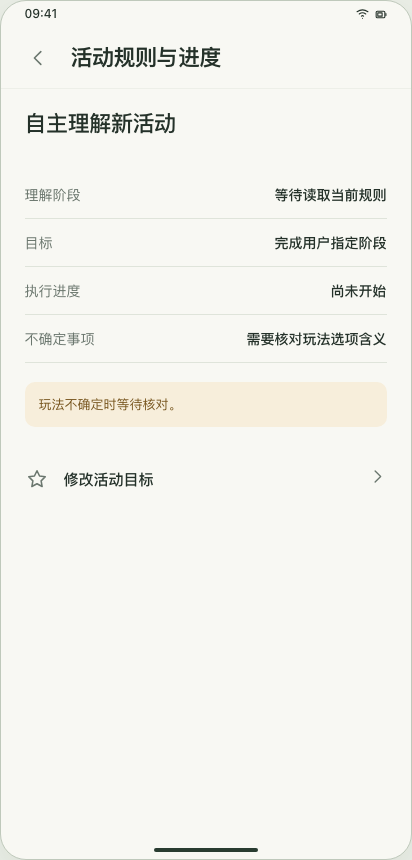 09:41
活动规则与进度
自主理解新活动
理解阶段 等待读取当前规则
目标 完成用户指定阶段
执行进度 尚未开始
不确定事项 需要核对玩法选项含义
玩法不确定时等待核对。
修改活动目标